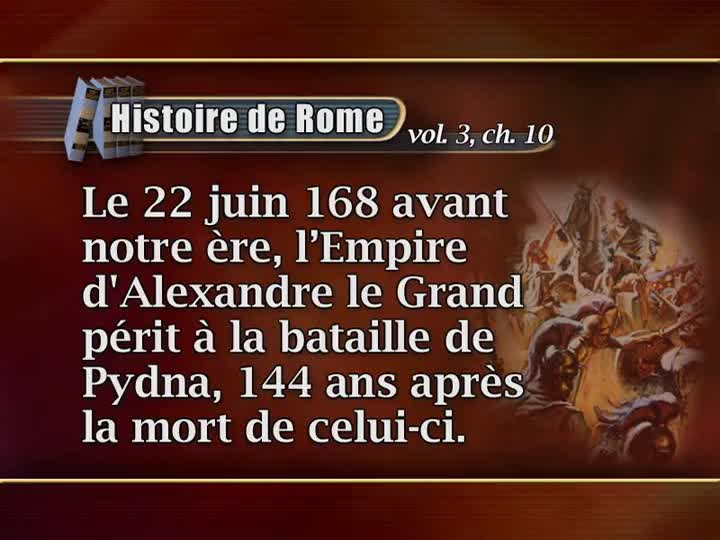 Histoire de Rome
vol. 3, ch. 10
Le 22 juin 168 avant
notre ère, l’Empire
d'Alexandre le Grand
périt à la bataille de
Pydna, 144 ans après
la mort de celui-ci.